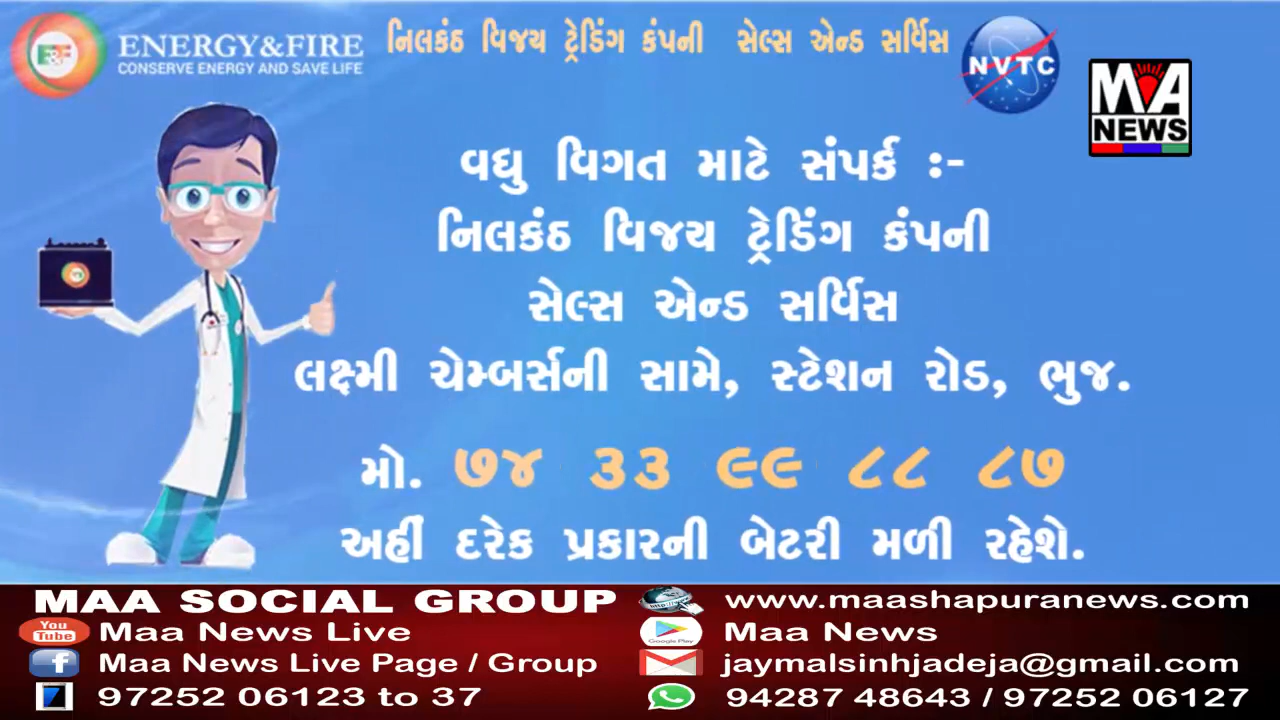 E&F
ENERGY&FIRE
CONSERVE ENERGY AND SAVE LIFE
નિલકંઠ વિજય ટ્રેડિંગ કંપની સેલ્સ એન્ડ સર્વિસ
NVTC
MAA
NEWS
વધુ વિગત માટે સંપર્ક :-
નિલકંઠ વિજય ટ્રેડિંગ કંપની
સેલ્સ એન્ડ સર્વિસ
લક્ષ્મી ચેમ્બર્સની સામે, સ્ટેશન રોડ, ભુજ.
મો. ૭૪ ૩૩ ૯૯ ૮૮ ૮૭
અહીં દરેક પ્રકારની બેટરી મળી રહેશે.
MAA SOCIAL GROUP
www.maashapuranews.com
You Tube Maa News Live
Google Play Maa News
f Maa News Live Page / Group
jaymalsinhjadeja@gmail.com
97252 06123 to 37
94287 48643 / 97252 06127